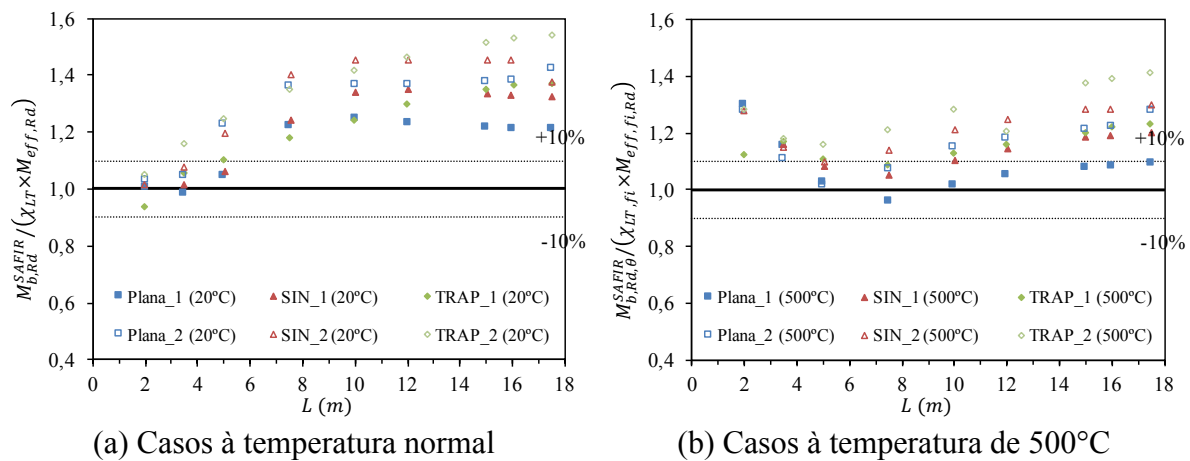 1,6
1,4
1,2
1,0
0,8
0,6
0,4
M_{b,Rd}^{SAFIR}/(χ_{LT}×M_{eff,Rd})
+10%
-10%
Plana_1 (20ºC) SIN_1 (20ºC) TRAP_1 (20ºC)
Plana_2 (20ºC) SIN_2 (20ºC) TRAP_2 (20ºC)
0 2 4 6 8 10 12 14 16 18
L (m)
(a) Casos à temperatura normal
1,6
1,4
1,2
1,0
0,8
0,6
0,4
M_{b,Rd,θ}^{SAFIR}/(χ_{LT,fi}×M_{eff,fi,Rd})
+10%
-10%
Plana_1 (500ºC) SIN_1 (500ºC) TRAP_1 (500ºC)
Plana_2 (500ºC) SIN_2 (500ºC) TRAP_2 (500ºC)
0 2 4 6 8 10 12 14 16 18
L (m)
(b) Casos à temperatura de 500°C